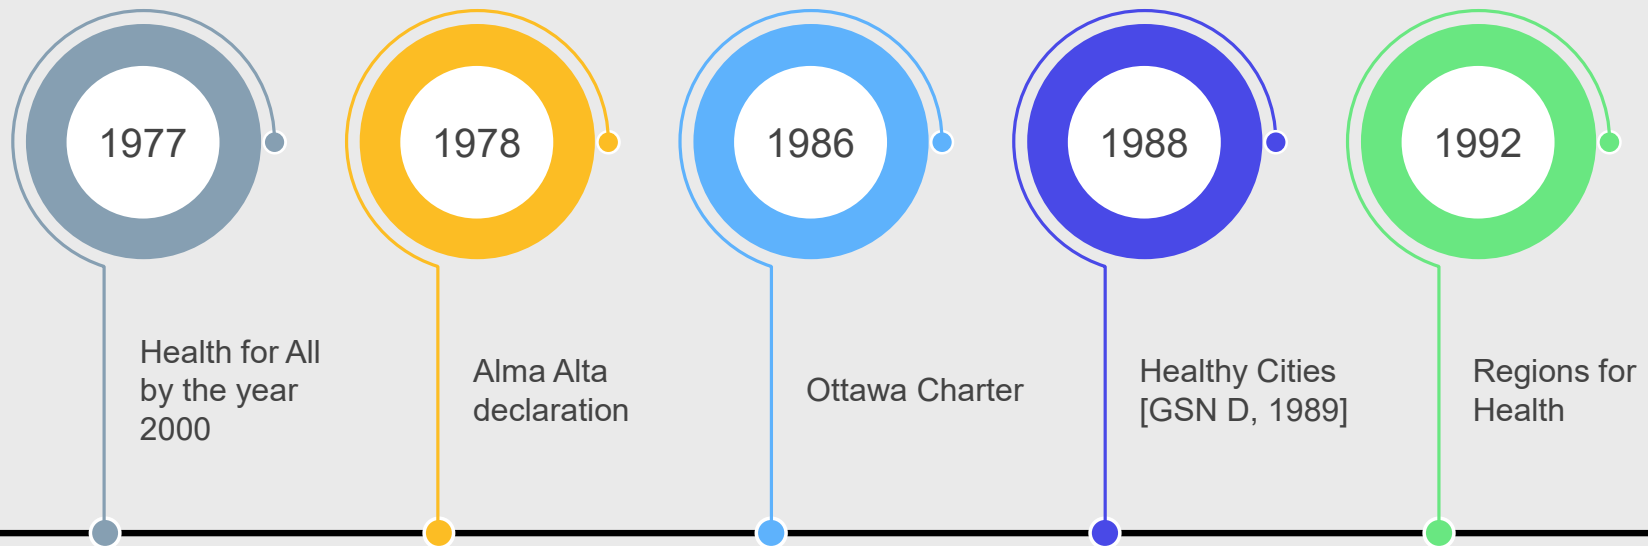 1977
Health for All
by the year
2000
1978
Alma Alta
declaration
1986
Ottawa Charter
1988
Healthy Cities
[GSN D, 1989]
1992
Regions for
Health